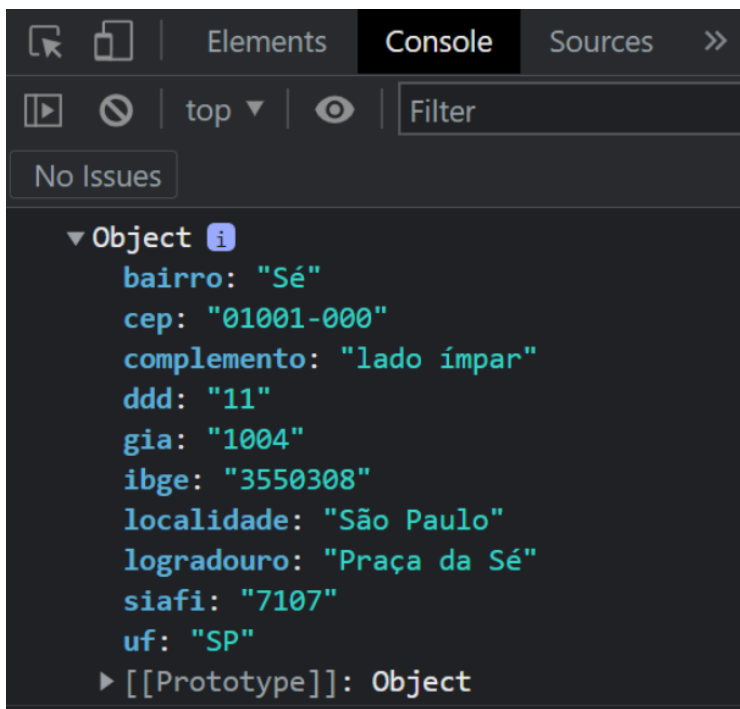 Elements Console Sources »
top Filter
No Issues
Object i
bairro: "Sé"
cep: "01001-000"
complemento: "lado ímpar"
ddd: "11"
gia: "1004"
ibge: "3550308"
localidade: "São Paulo"
logradouro: "Praça da Sé"
siafi: "7107"
uf: "SP"
[[Prototype]]: Object